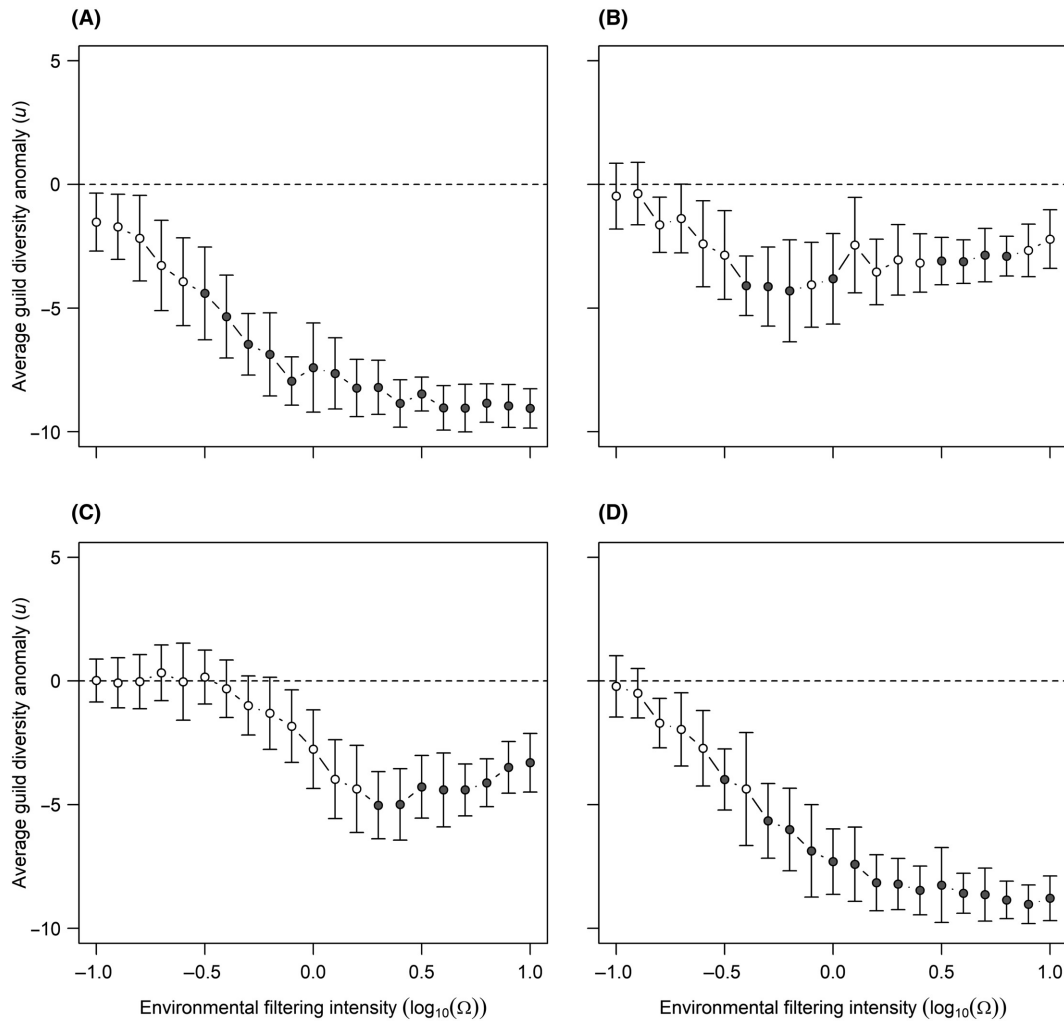 (A)
(B)
Average guild diversity anomaly (u)
5
0
−5
−10
(C)
(D)
Average guild diversity anomaly (u)
5
0
−5
−10
−1.0 −0.5 0.0 0.5 1.0
−1.0 −0.5 0.0 0.5 1.0
Environmental filtering intensity (log₁₀(Ω))
Environmental filtering intensity (log₁₀(Ω))